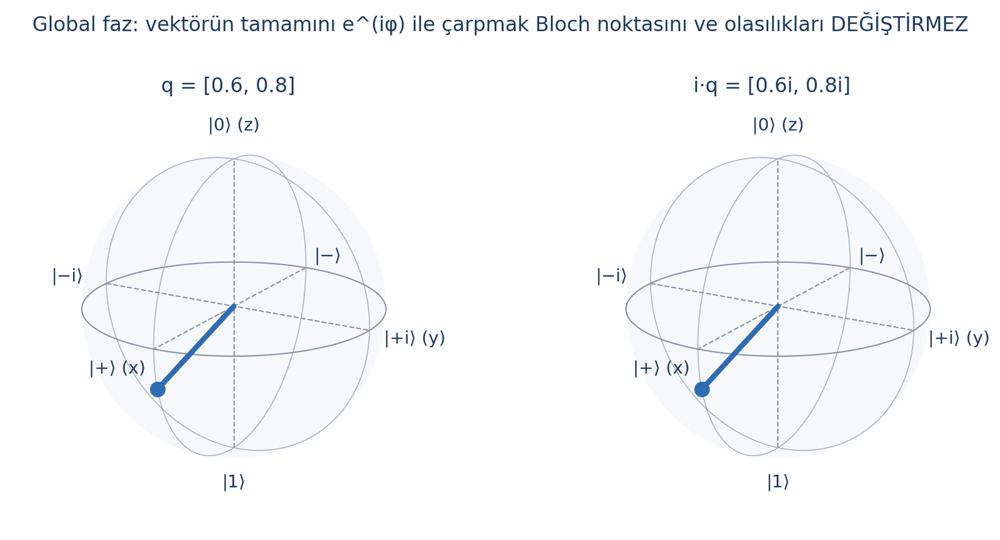 Global faz: vektörün tamamını e^(iφ) ile çarpmak Bloch noktasını ve olasılıkları DEĞİŞTİRMEZ
q = [0.6, 0.8]
|0⟩ (z)
|−⟩
|−i⟩
|+i⟩ (y)
|+⟩ (x)
|1⟩
i·q = [0.6i, 0.8i]
|0⟩ (z)
|−⟩
|−i⟩
|+i⟩ (y)
|+⟩ (x)
|1⟩